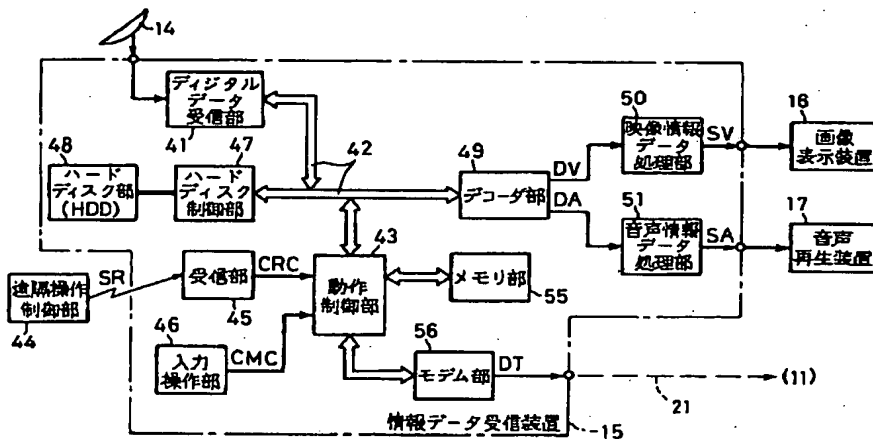 14
ディジタル
データ
受信部
41
42
48
ハード
ディスク部
(HDD)
47
ハード
ディスク
制御部
49
デコーダ部
DV
DA
50
映像情報
データ
処理部
SV
16
画像
表示装置
51
音声情報
データ
処理部
SA
17
音声
再生装置
43
動作
制御部
メモリ部
55
遠隔操作
制御部
44
SR
受信部
45
CRC
46
入力
操作部
CMC
56
モデム部
DT
21
(11)
情報データ受信装置
15